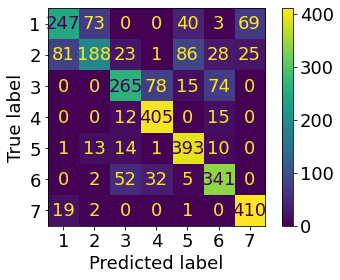 1 247 73 0 0 40 3 69
2 81 188 23 1 86 28 25
3 0 0 265 78 15 74 0
4 0 0 12 405 0 15 0
5 1 13 14 1 393 10 0
6 0 2 52 32 5 341 0
7 19 2 0 0 1 0 410
1 2 3 4 5 6 7
Predicted label
True label
400
300
200
100
0